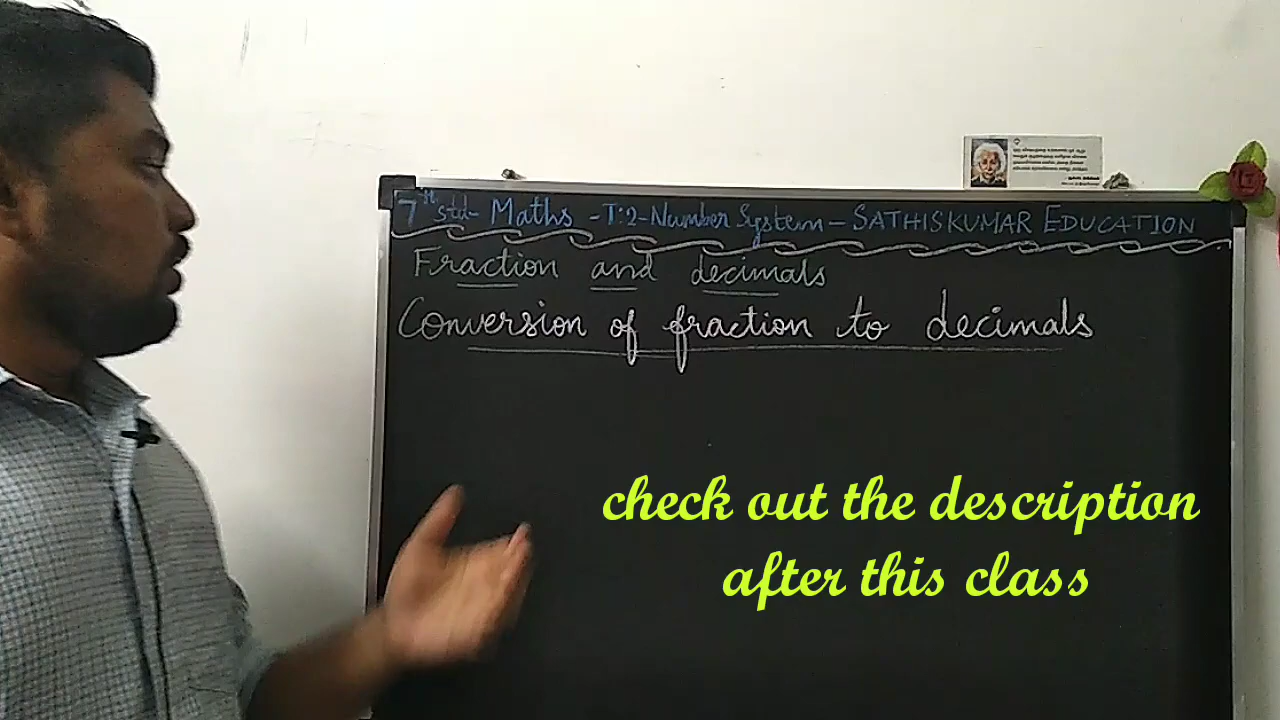 7th std- Maths - T:2 - Number System - SATHISKUMAR EDUCATION
Fraction and decimals
Conversion of fraction to decimals
check out the description
after this class